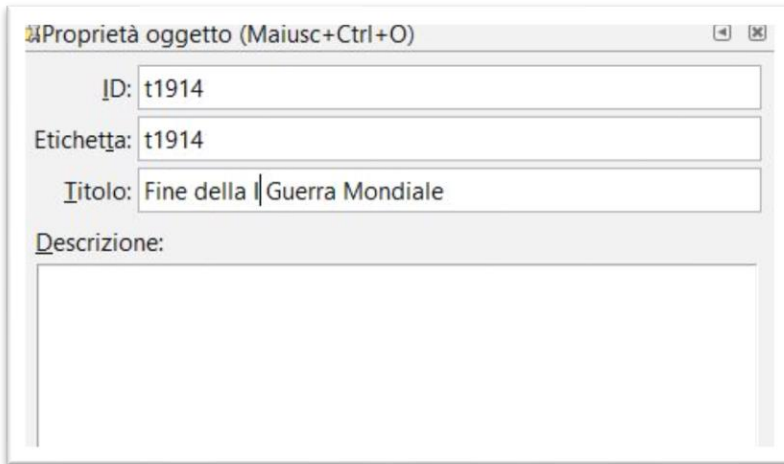 Proprietà oggetto (Maiusc+Ctrl+O)
ID: t1914
Etichetta: t1914
Titolo: Fine della I Guerra Mondiale
Descrizione: